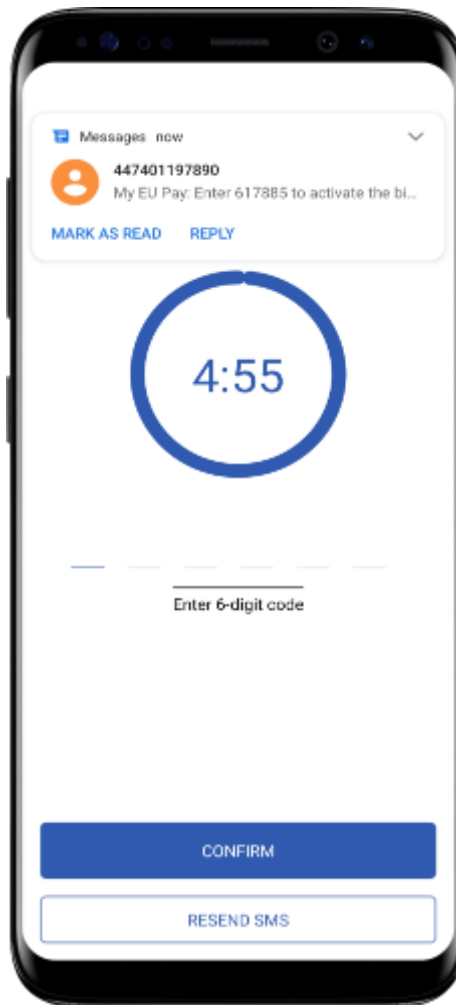 Messages now
447401197890
My EU Pay: Enter 617885 to activate the bi...
MARK AS READ REPLY
4:55
Enter 6-digit code
CONFIRM
RESEND SMS